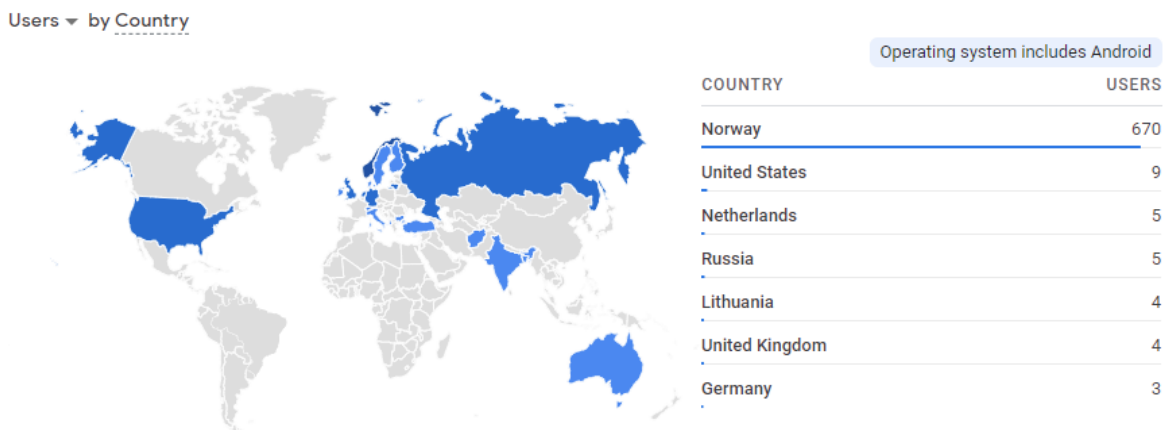 Users by Country
Operating system includes Android
COUNTRY USERS
Norway 670
United States 9
Netherlands 5
Russia 5
Lithuania 4
United Kingdom 4
Germany 3